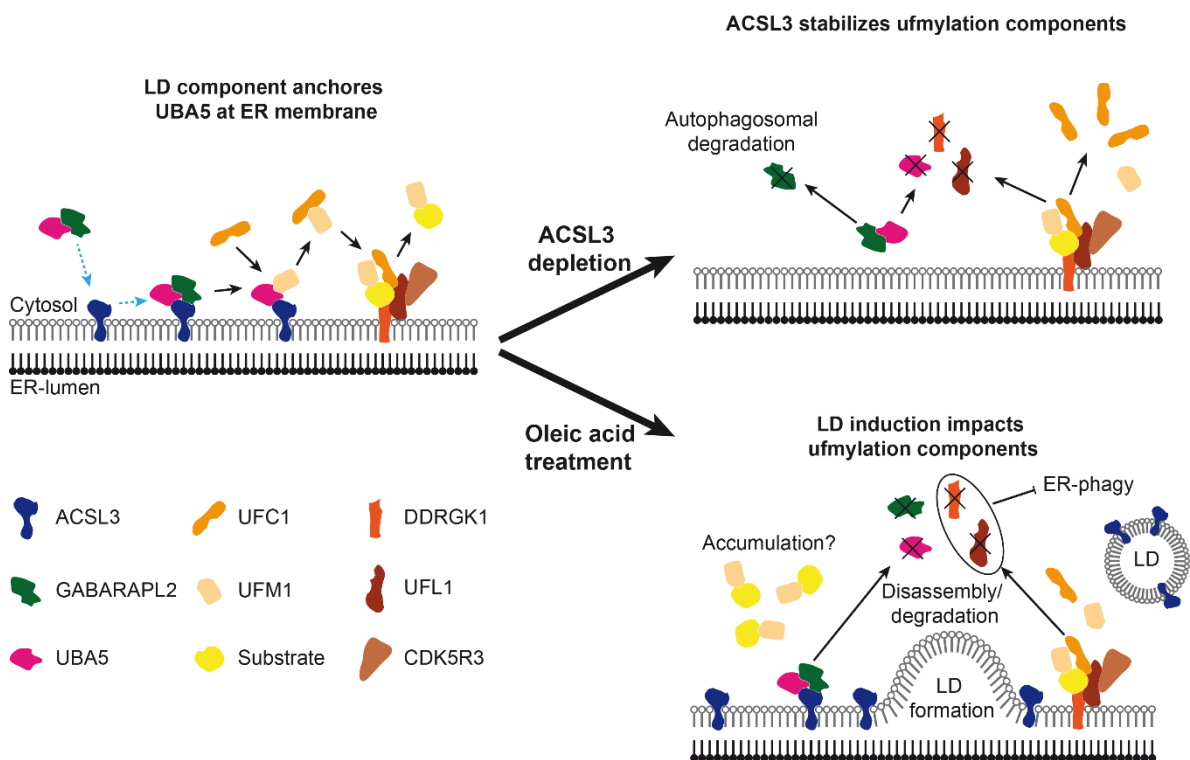 LD component anchores
UBA5 at ER membrane
Cytosol
ER-lumen
ACSL3
depletion
Oleic acid
treatment
ACSL3 stabilizes ufmylation components
Autophagosomal
degradation
LD induction impacts
ufmylation components
ER-phagy
Accumulation?
Disassembly/
degradation
LD
LD
formation
ACSL3
UFC1
DDRGK1
GABARAPL2
UFM1
UFL1
UBA5
Substrate
CDK5R3